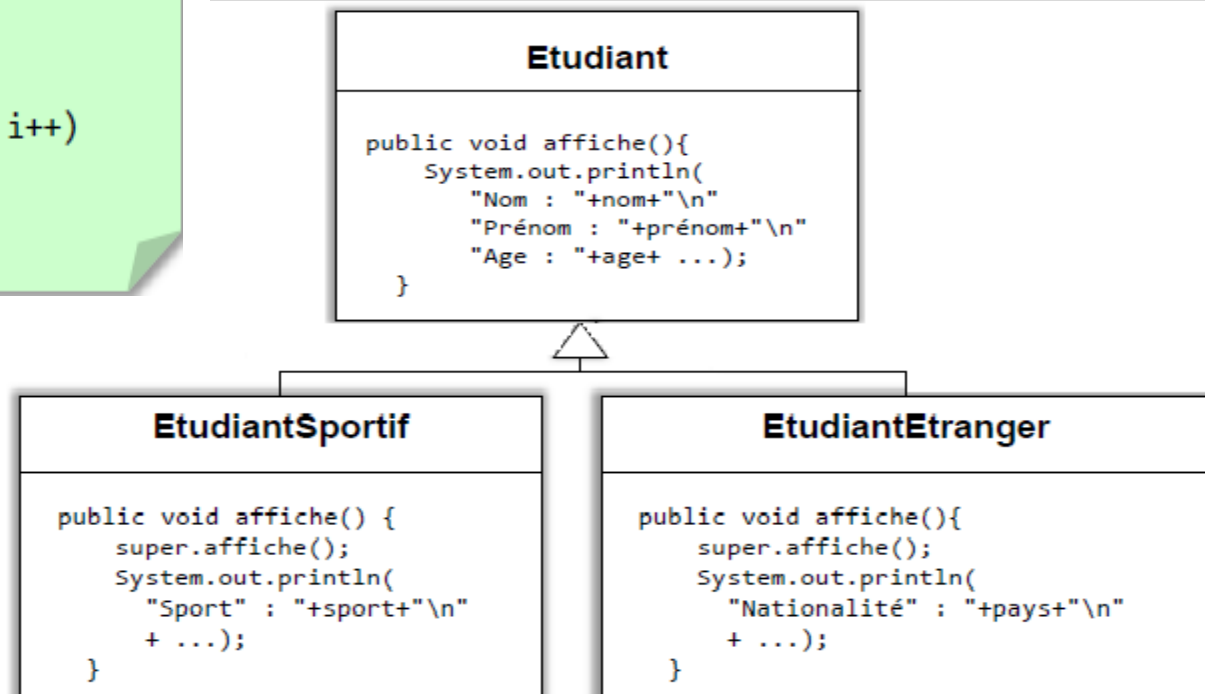 i++)
Etudiant
public void affiche(){
System.out.println(
"Nom : "+nom+"\n"
"Prénom : "+prénom+"\n"
"Age : "+age+ ...);
}
EtudiantSportif
public void affiche() {
super.affiche();
System.out.println(
"Sport" : "+sport+"\n"
+ ...);
}
EtudiantEtranger
public void affiche(){
super.affiche();
System.out.println(
"Nationalité" : "+pays+"\n"
+ ...);
}